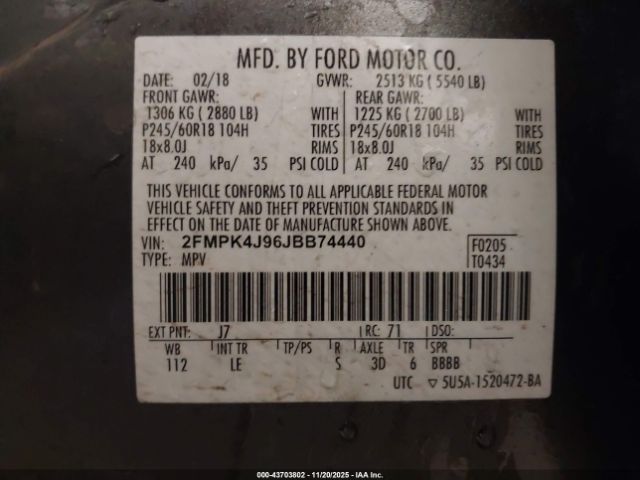 MFD. BY FORD MOTOR CO.
DATE: 02/18 GVWR: 2513 KG ( 5540 LB)
FRONT GAWR: REAR GAWR:
1306 KG ( 2880 LB) WITH 1225 KG ( 2700 LB) WITH
P245/60R18 104H TIRES P245/60R18 104H TIRES
18x8.0J RIMS 18x8.0J RIMS
AT 240 kPa/ 35 PSI COLD AT 240 kPa/ 35 PSI COLD
THIS VEHICLE CONFORMS TO ALL APPLICABLE FEDERAL MOTOR
VEHICLE SAFETY AND THEFT PREVENTION STANDARDS IN
EFFECT ON THE DATE OF MANUFACTURE SHOWN ABOVE.
VIN: 2FMPK4J96JBB74440 F0205
TYPE: MPV T0434
EXT PNT: J7 RC: 71 DSO:
WB INT TR TP/PS R AXLE TR SPR
112 LE S 3D 6 BBBB
UTC ▽ 5U5A-1520472-BA
000-43703802 - 11/20/2025 - IAA Inc.